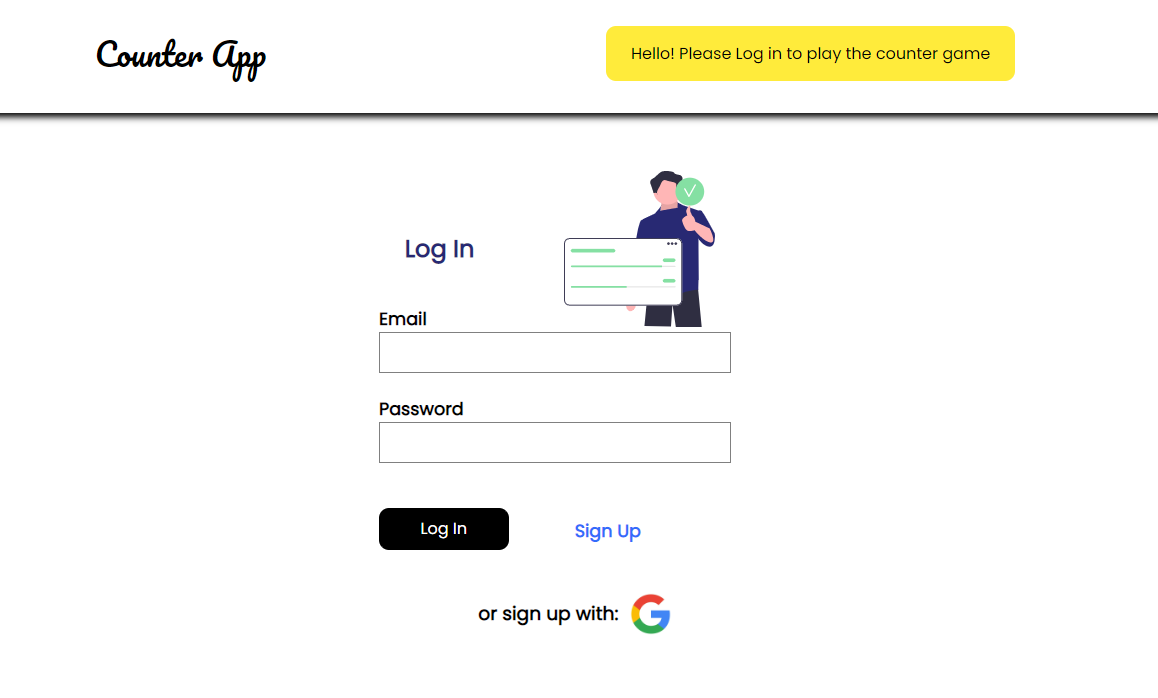 Counter App
Hello! Please Log in to play the counter game
Log In
Email
Password
Log In
Sign Up
or sign up with: